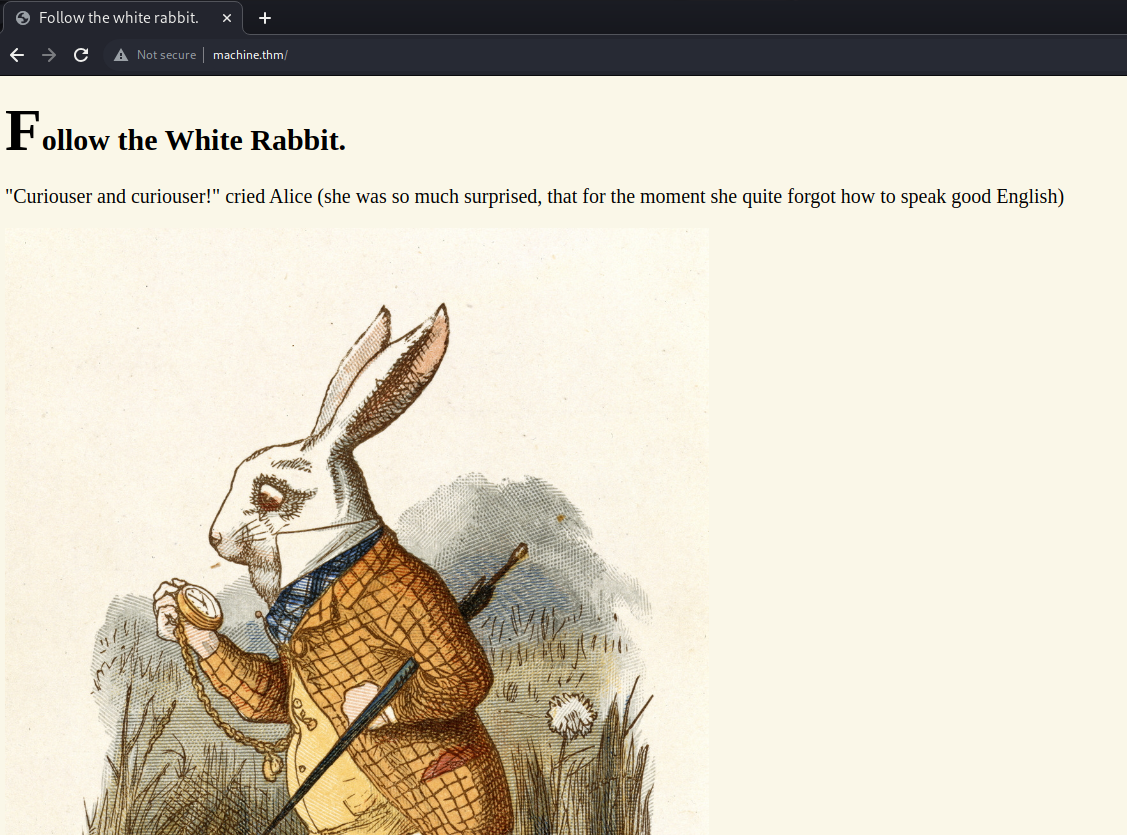 Follow the white rabbit.
Not secure machine.thm/
Follow the White Rabbit.
"Curiouser and curiouser!" cried Alice (she was so much surprised, that for the moment she quite forgot how to speak good English)